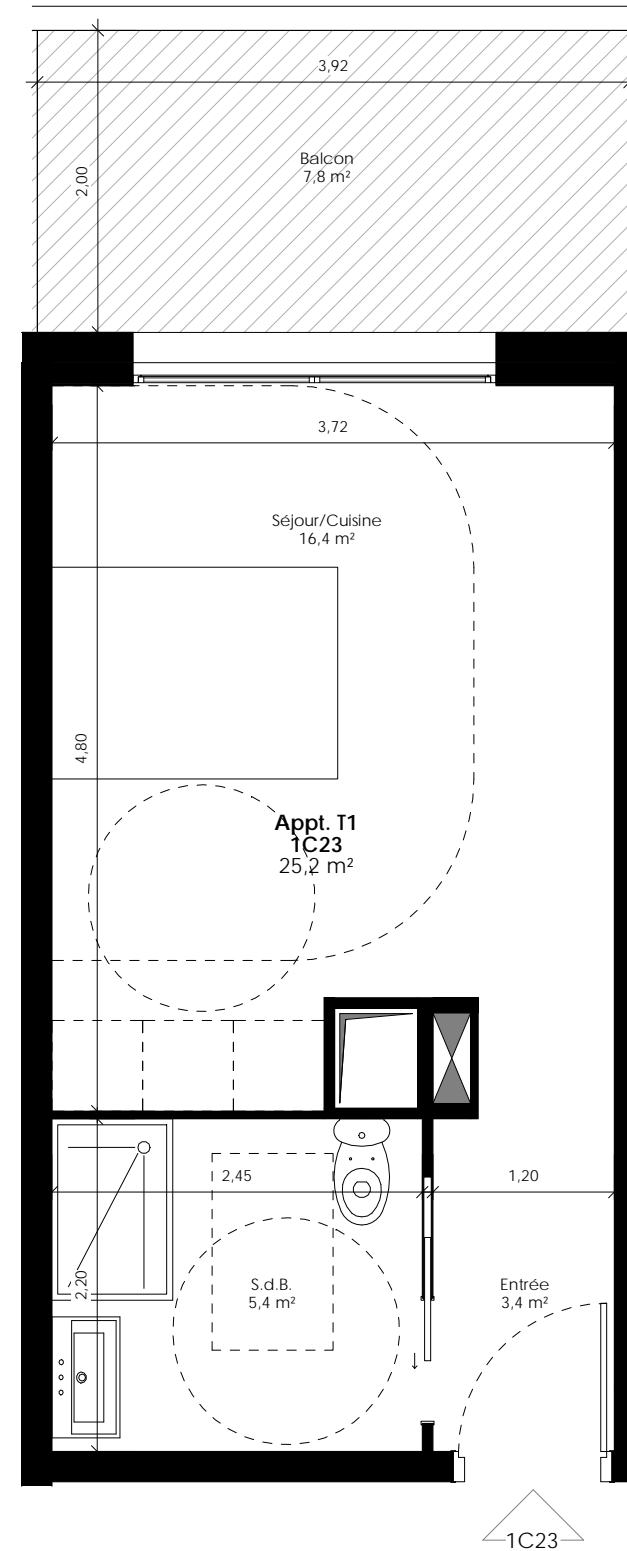 3,92
Balcon
7,8 m²
2,00
3,72
Séjour/Cuisine
16,4 m²
4,80
Appt. T1
1C23
25,2 m²
2,45
1,20
2,20
S.d.B.
5,4 m²
Entrée
3,4 m²
1C23